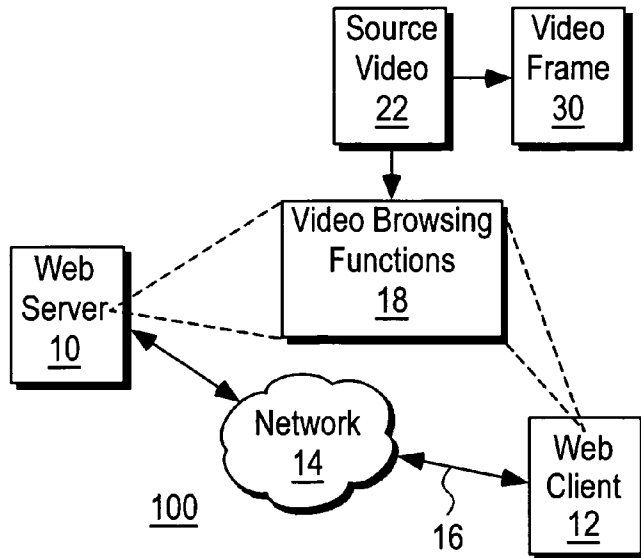 Source
Video
22
Video
Frame
30
Video Browsing
Functions
18
Web
Server
10
Network
14
Web
Client
12
100
16